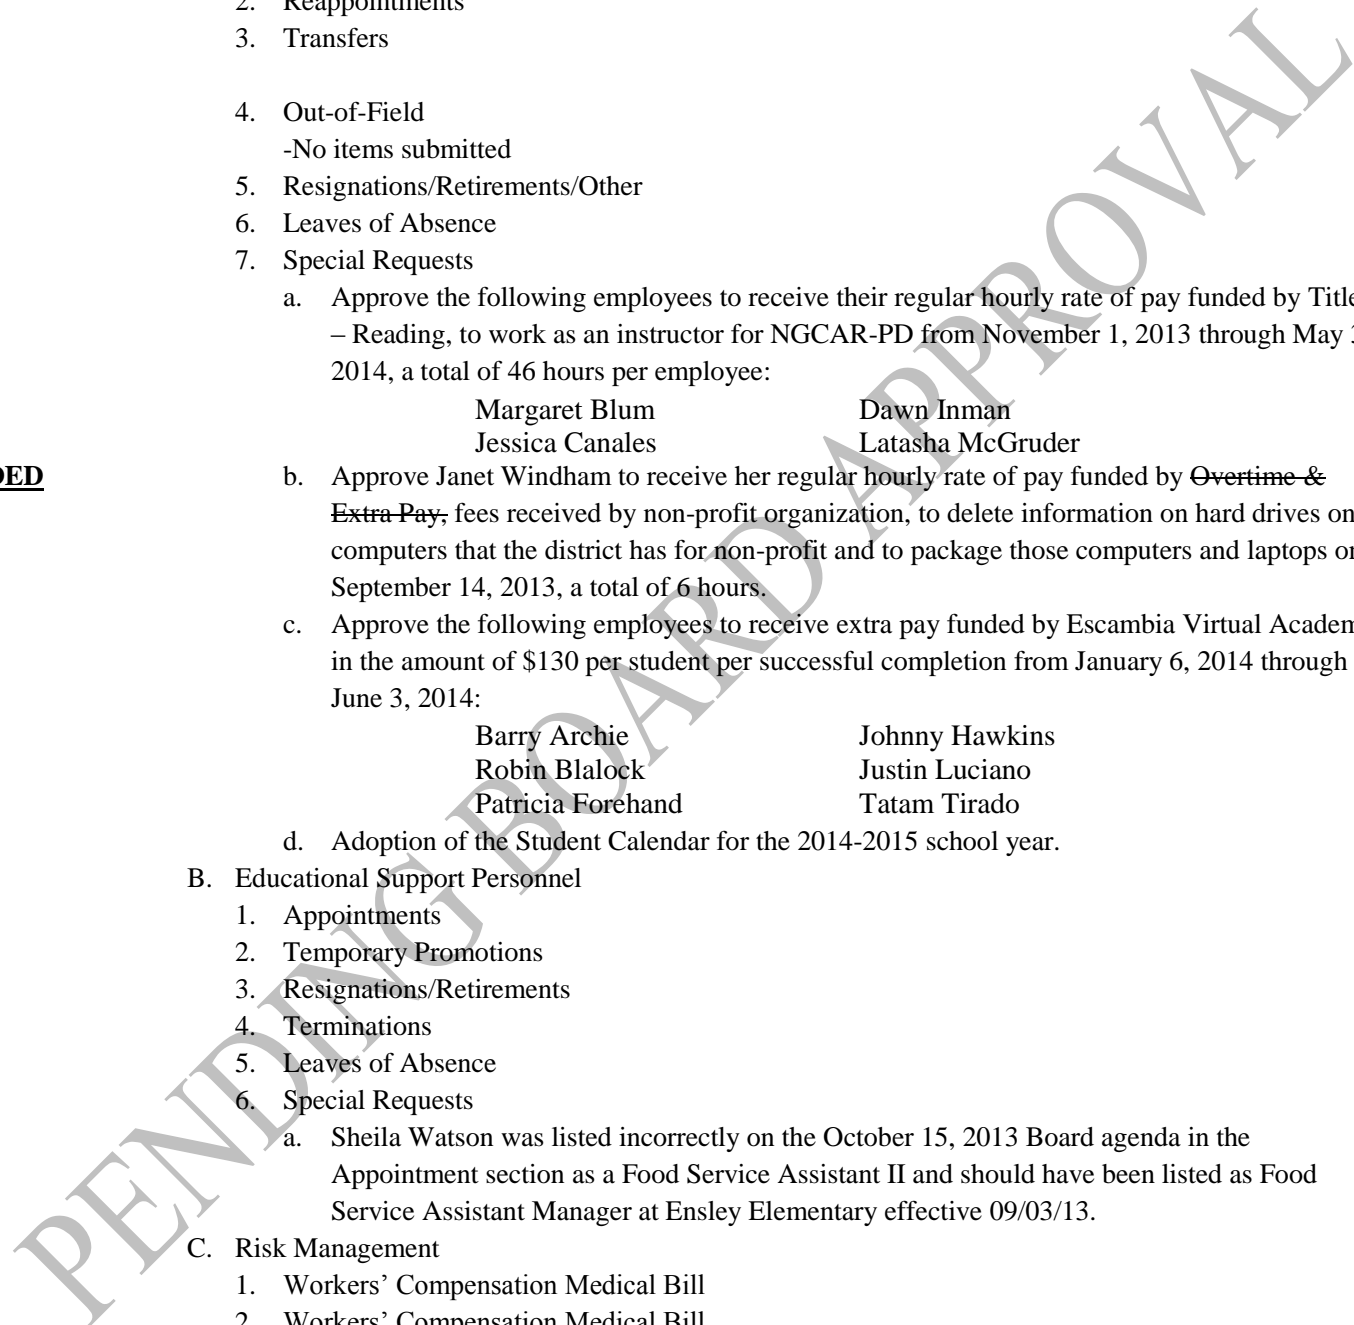 2. Reappointments
3. Transfers
4. Out-of-Field
-No items submitted
5. Resignations/Retirements/Other
6. Leaves of Absence
7. Special Requests
a. Approve the following employees to receive their regular hourly rate of pay funded by Title
– Reading, to work as an instructor for NGCAR-PD from November 1, 2013 through May
2014, a total of 46 hours per employee:
Margaret Blum Dawn Inman
Jessica Canales Latasha McGruder
DED b. Approve Janet Windham to receive her regular hourly rate of pay funded by Overtime &
Extra Pay, fees received by non-profit organization, to delete information on hard drives on
computers that the district has for non-profit and to package those computers and laptops on
September 14, 2013, a total of 6 hours.
c. Approve the following employees to receive extra pay funded by Escambia Virtual Academ
in the amount of $130 per student per successful completion from January 6, 2014 through
June 3, 2014:
Barry Archie Johnny Hawkins
Robin Blalock Justin Luciano
Patricia Forehand Tatam Tirado
d. Adoption of the Student Calendar for the 2014-2015 school year.
B. Educational Support Personnel
1. Appointments
2. Temporary Promotions
3. Resignations/Retirements
4. Terminations
5. Leaves of Absence
6. Special Requests
a. Sheila Watson was listed incorrectly on the October 15, 2013 Board agenda in the
Appointment section as a Food Service Assistant II and should have been listed as Food
Service Assistant Manager at Ensley Elementary effective 09/03/13.
C. Risk Management
1. Workers’ Compensation Medical Bill
2. Workers’ Compensation Medical Bill
PENDING BOARD APPROVAL